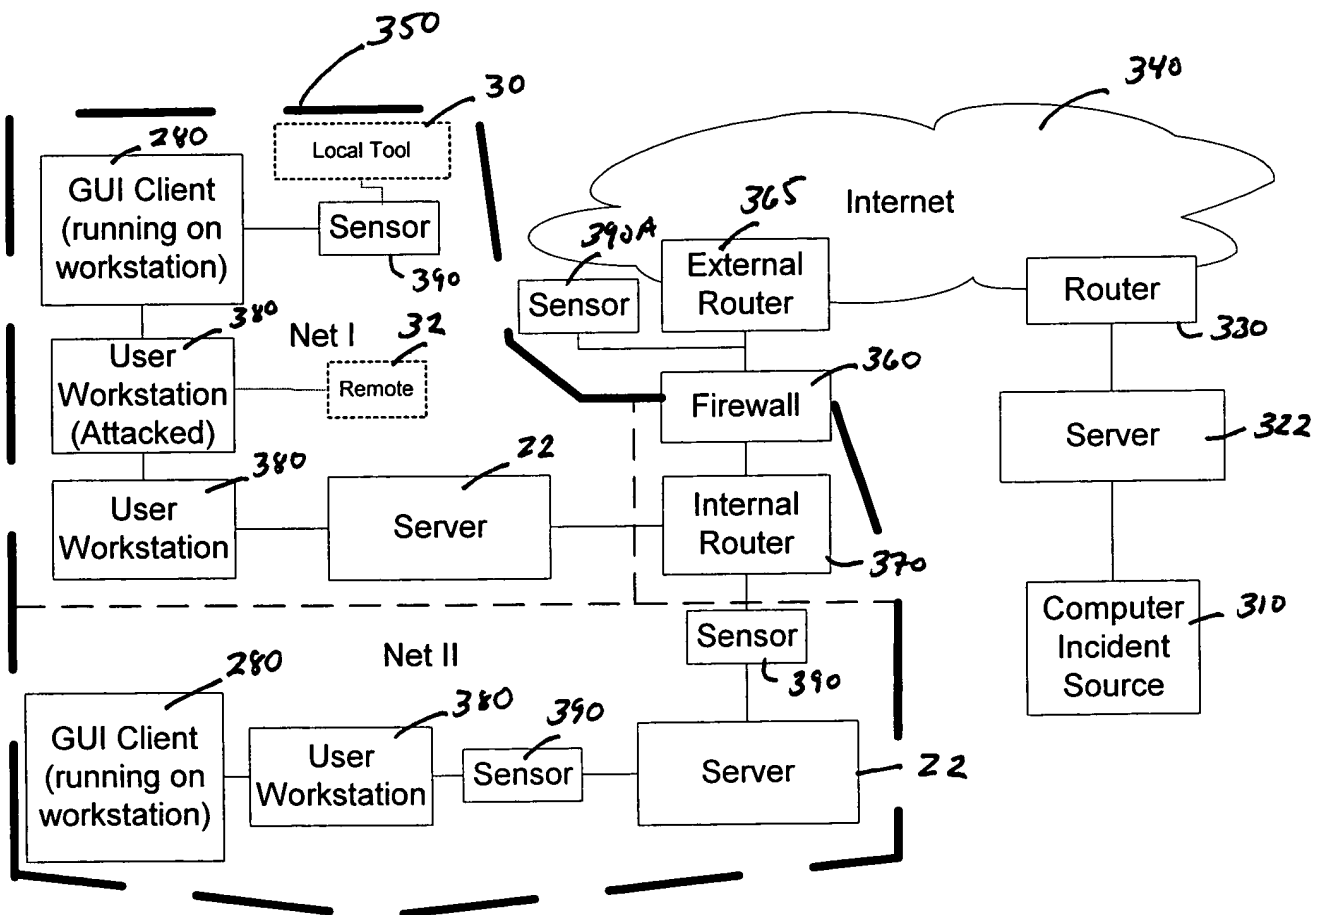 350
30
340
280
Local Tool
GUI Client
(running on
workstation)
Sensor
390
390A
365
External
Router
Internet
Sensor
Router
330
380
Net I
32
User
Workstation
(Attacked)
Remote
360
Firewall
Server
322
380
22
User
Workstation
Server
Internal
Router
370
Computer
Incident
Source
310
Net II
Sensor
390
280
380
390
GUI Client
(running on
workstation)
User
Workstation
Sensor
Server
22